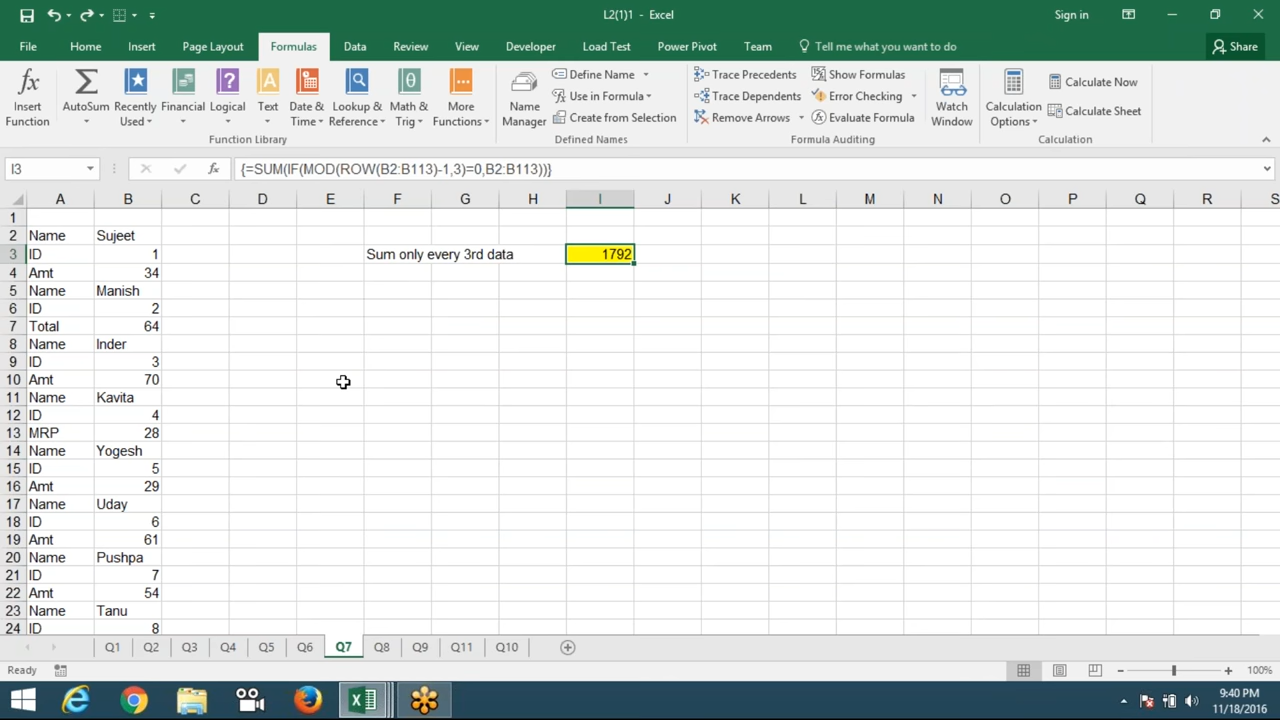 L2(1)1 - Excel
Sign in
File Home Insert Page Layout Formulas Data Review View Developer Load Test Power Pivot Team Tell me what you want to do Share
Insert Function
AutoSum
Recently Used
Financial
Logical
Text
Date & Time
Lookup & Reference
Math & Trig
More Functions
Function Library
Name Manager
Define Name
Use in Formula
Create from Selection
Defined Names
Trace Precedents
Trace Dependents
Remove Arrows
Show Formulas
Error Checking
Evaluate Formula
Formula Auditing
Watch Window
Calculation Options
Calculate Now
Calculate Sheet
Calculation
I3 fx {=SUM(IF(MOD(ROW(B2:B113)-1,3)=0,B2:B113))}
A B C D E F G H I J K L M N O P Q R S
1
2 Name Sujeet
3 ID 1 Sum only every 3rd data 1792
4 Amt 34
5 Name Manish
6 ID 2
7 Total 64
8 Name Inder
9 ID 3
10 Amt 70
11 Name Kavita
12 ID 4
13 MRP 28
14 Name Yogesh
15 ID 5
16 Amt 29
17 Name Uday
18 ID 6
19 Amt 61
20 Name Pushpa
21 ID 7
22 Amt 54
23 Name Tanu
24 ID 8
Q1 Q2 Q3 Q4 Q5 Q6 Q7 Q8 Q9 Q11 Q10
Ready
100%
9:40 PM
11/18/2016